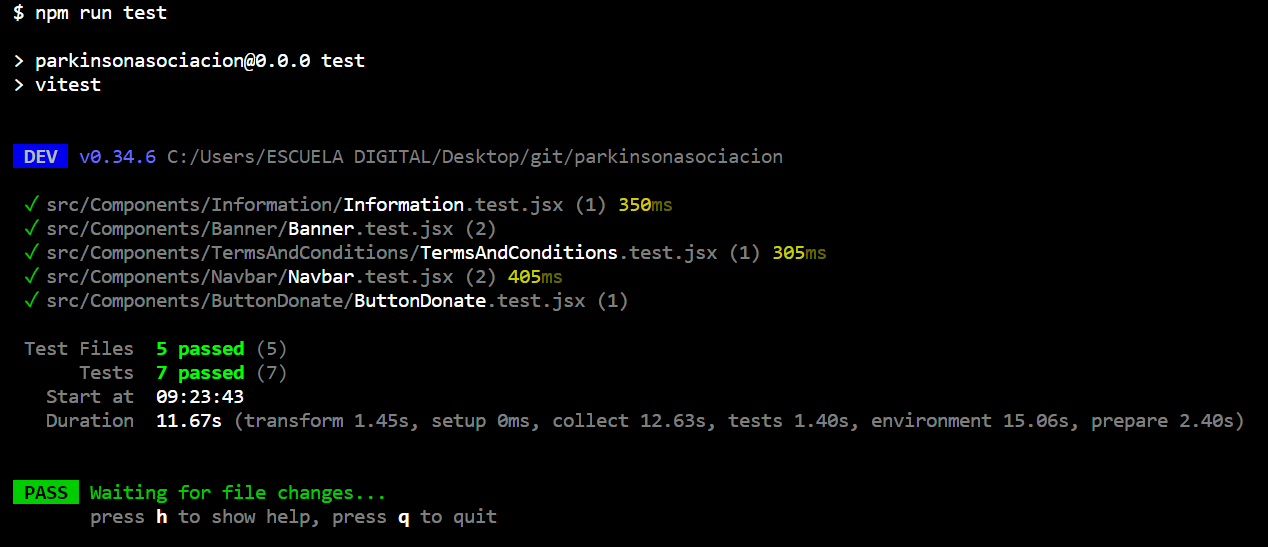 $ npm run test
> parkinsonasociacion@0.0.0 test
> vitest
DEV v0.34.6 C:/Users/ESCUELA DIGITAL/Desktop/git/parkinsonasociacion
✓ src/Components/Information/Information.test.jsx (1) 350ms
✓ src/Components/Banner/Banner.test.jsx (2)
✓ src/Components/TermsAndConditions/TermsAndConditions.test.jsx (1) 305ms
✓ src/Components/Navbar/Navbar.test.jsx (2) 405ms
✓ src/Components/ButtonDonate/ButtonDonate.test.jsx (1)
Test Files 5 passed (5)
Tests 7 passed (7)
Start at 09:23:43
Duration 11.67s (transform 1.45s, setup 0ms, collect 12.63s, tests 1.40s, environment 15.06s, prepare 2.40s)
PASS Waiting for file changes...
press h to show help, press q to quit